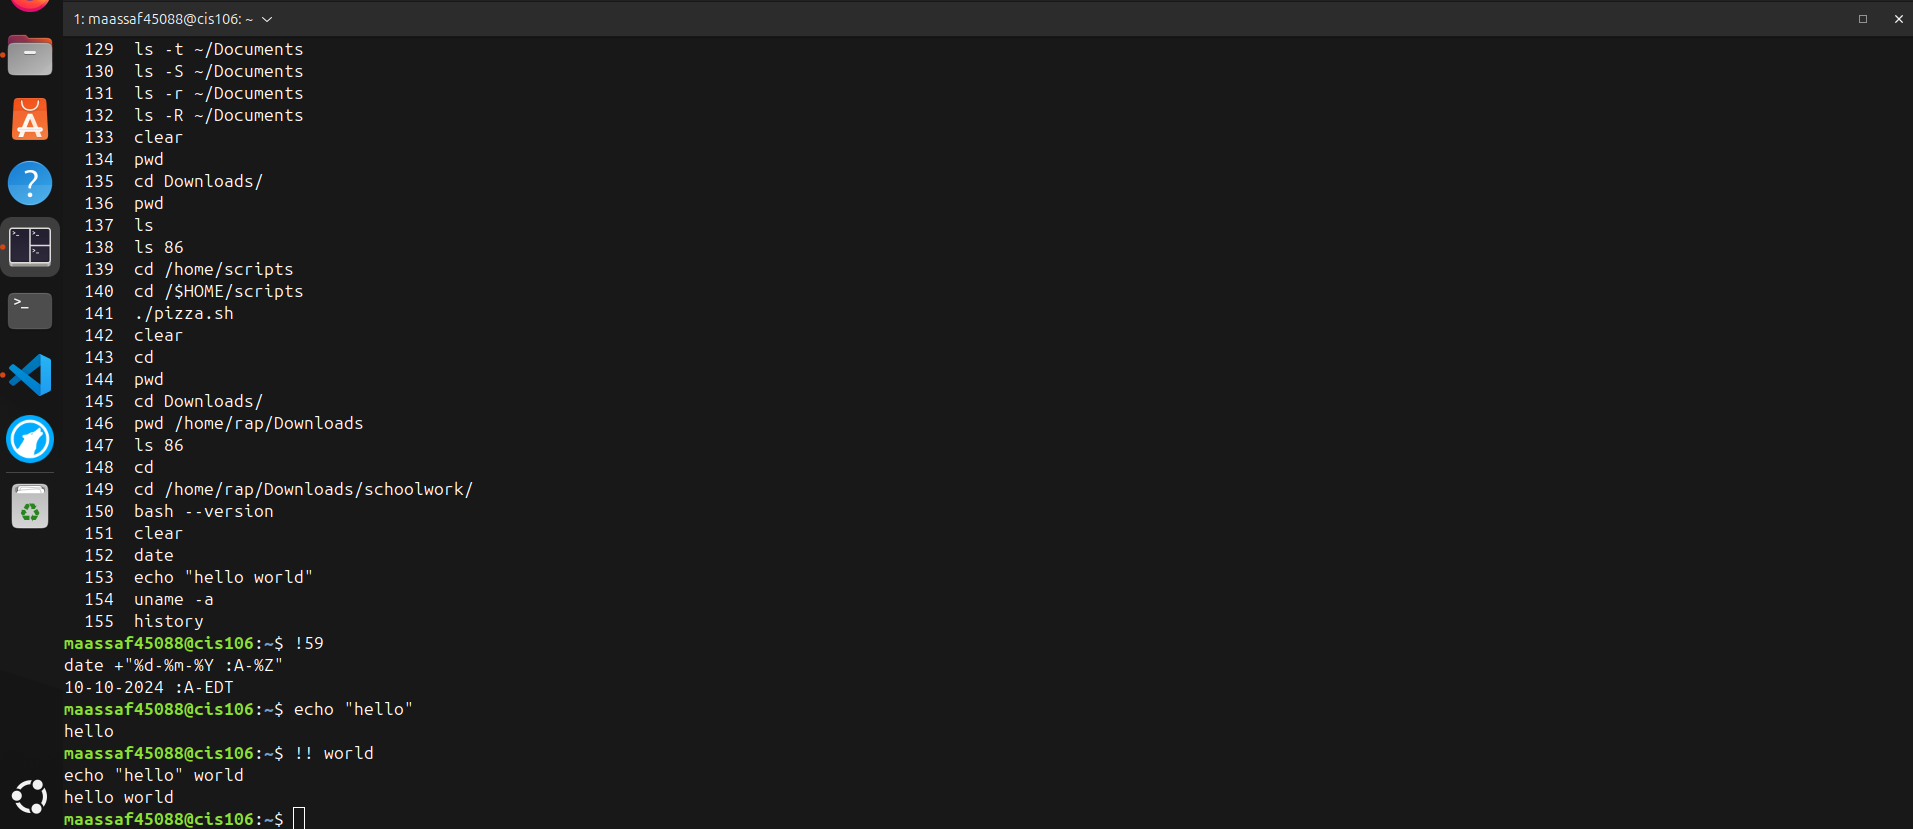 1: maassaf45088@cis106: ~
129 ls -t ~/Documents
130 ls -S ~/Documents
131 ls -r ~/Documents
132 ls -R ~/Documents
133 clear
134 pwd
135 cd Downloads/
136 pwd
137 ls
138 ls 86
139 cd /home/scripts
140 cd /$HOME/scripts
141 ./pizza.sh
142 clear
143 cd
144 pwd
145 cd Downloads/
146 pwd /home/rap/Downloads
147 ls 86
148 cd
149 cd /home/rap/Downloads/schoolwork/
150 bash --version
151 clear
152 date
153 echo "hello world"
154 uname -a
155 history
maassaf45088@cis106:~$ !59
date +"%d-%m-%Y :A-%Z"
10-10-2024 :A-EDT
maassaf45088@cis106:~$ echo "hello"
hello
maassaf45088@cis106:~$ !! world
echo "hello" world
hello world
maassaf45088@cis106:~$